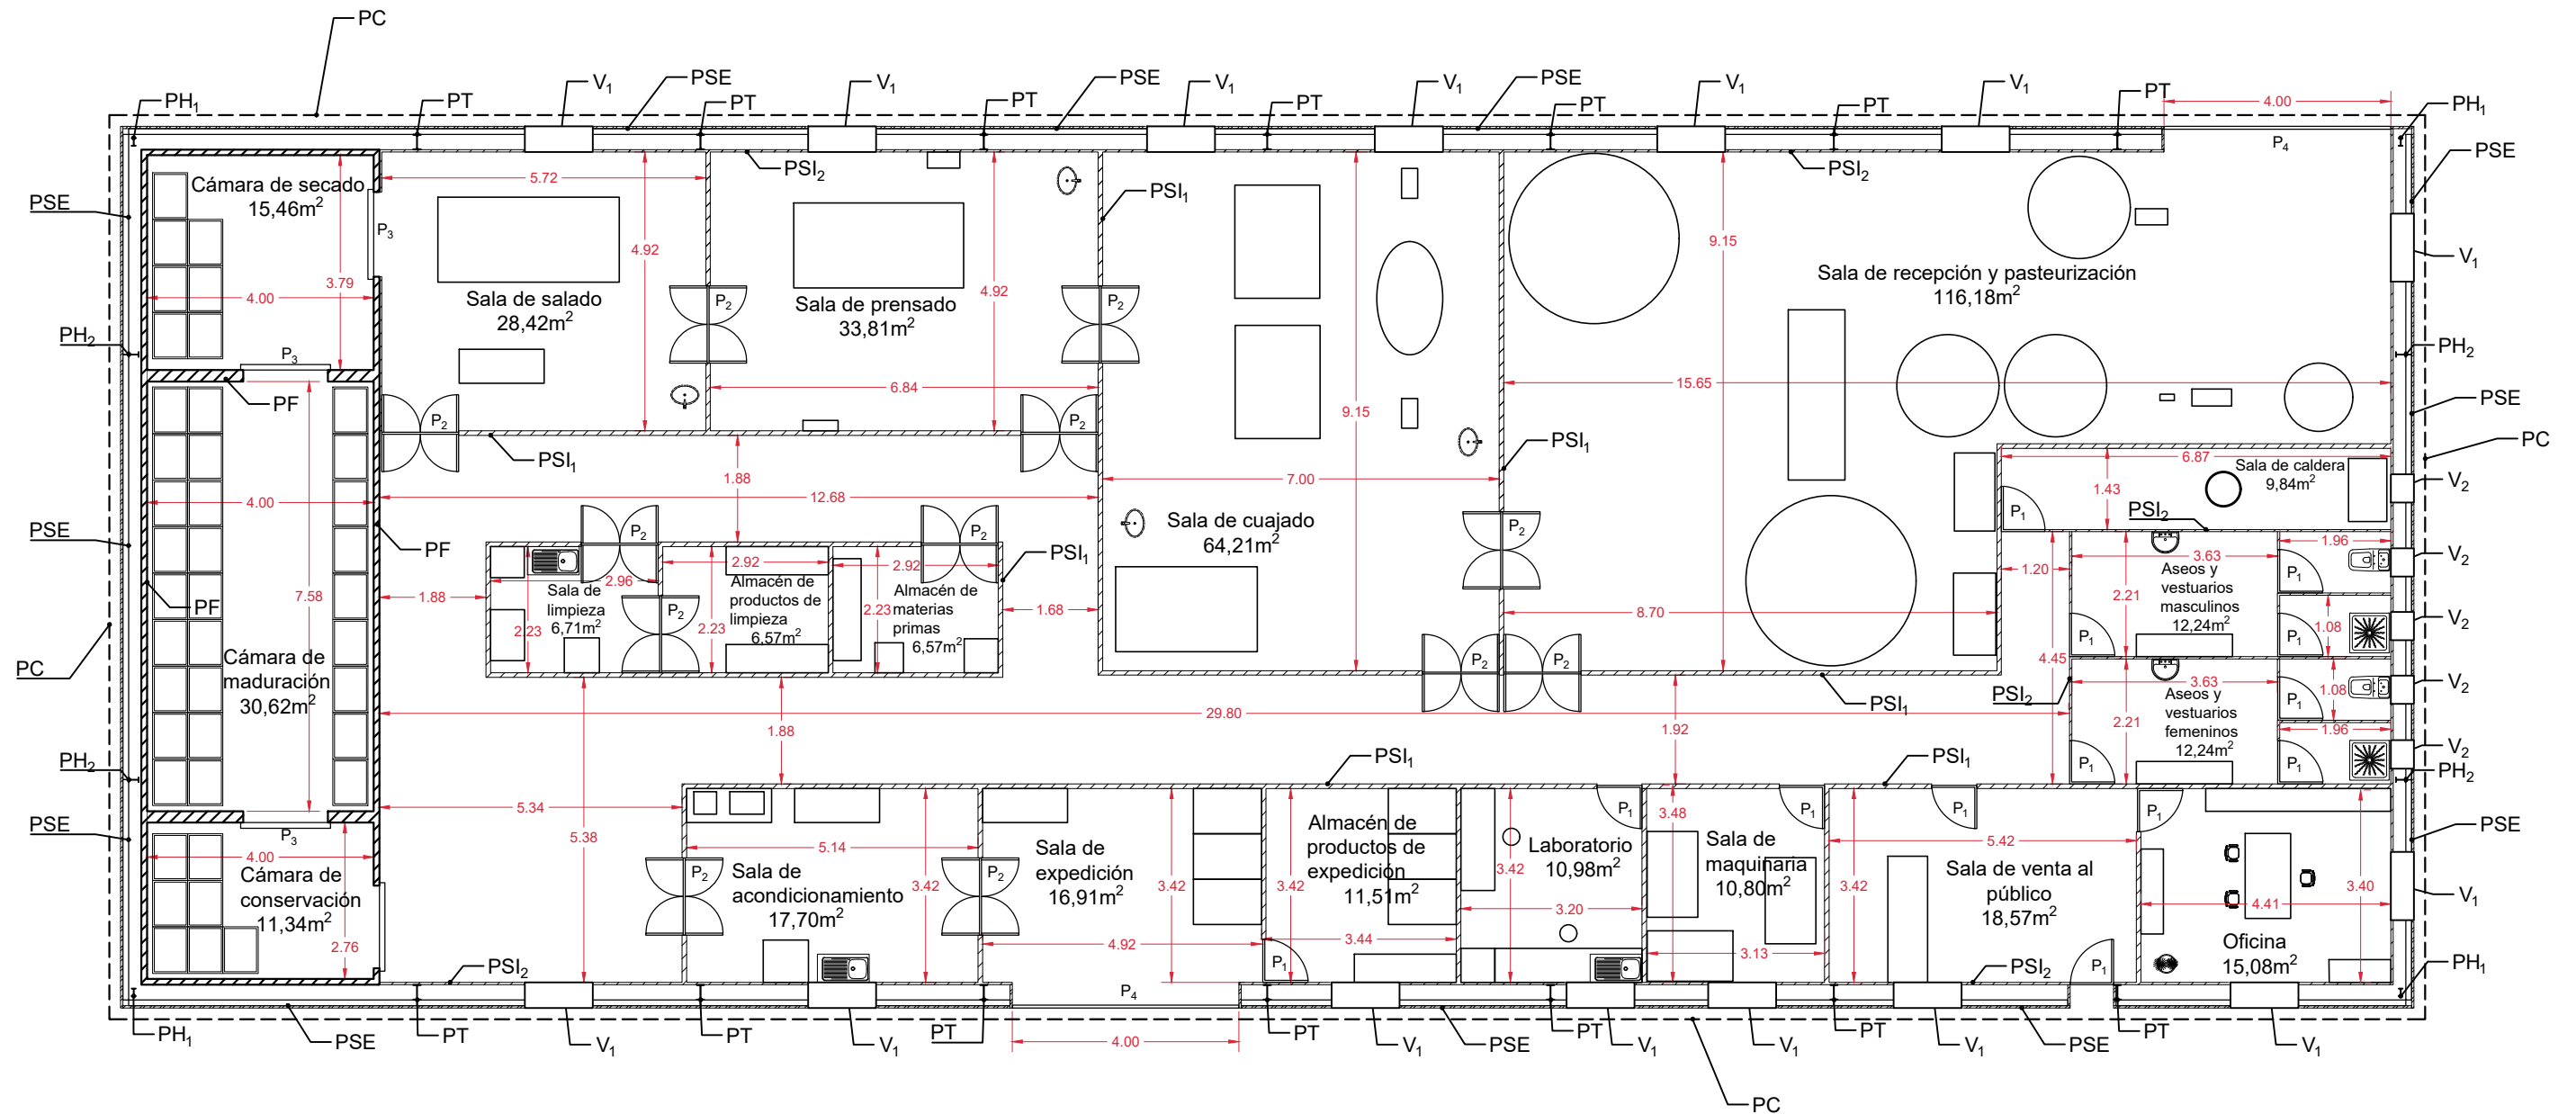 PC
PH1
PT
V1
PSE
PT
V1
PT
PSE
V1
PT
V1
PSE
PT
V1
PT
V1
PT
4.00
PH1
PSE
P4
PSI2
PSI1
PSI2
Cámara de secado
15,46m2
5.72
4.92
3.79
4.00
P3
P3
PF
Sala de salado
28,42m2
P2
Sala de prensado
33,81m2
4.92
6.84
P2
P2
P2
PSI1
9.15
7.00
Sala de cuajado
64,21m2
P2
PSI1
9.15
15.65
Sala de recepción y pasteurización
116,18m2
8.70
V1
PH2
PSE
PC
6.87
Sala de caldera
9,84m2
1.43
P1
PSI2
V2
V2
V2
V2
V2
PH2
PSE
PH2
PSE
PC
PH2
PSE
4.00
7.58
PF
PF
Cámara de
maduración
30,62m2
1.88
12.68
1.88
P2
P2
2.96
2.23
Sala de
limpieza
6,71m2
P2
2.92
2.23
Almacén de
productos de
limpieza
6,57m2
2.92
2.23
Almacén de
materias
primas
6,57m2
PSI1
1.68
P2
P2
1.20
4.45
3.63
2.21
Aseos y
vestuarios
masculinos
12,24m2
P1
1.96
P1
1.08
P1
PSI2
3.63
2.21
Aseos y
vestuarios
femeninos
12,24m2
P1
P1
1.08
1.96
P1
29.80
1.88
1.92
PSI1
PSI1
PSI1
P3
4.00
Cámara de
conservación
11,34m2
2.76
5.34
5.38
PSI2
P2
5.14
Sala de
acondicionamiento
17,70m2
3.42
P2
Sala de
expedición
16,91m2
4.92
3.42
Almacén de
productos de
expedición
11,51m2
3.42
3.44
P1
Laboratorio
10,98m2
3.42
3.20
P1
3.48
Sala de
maquinaria
10,80m2
3.13
P1
5.42
3.42
Sala de venta al
público
18,57m2
P1
P1
PSI2
P1
4.41
3.40
Oficina
15,08m2
PSE
V1
PH1
PH1
PSE
PT
V1
PT
V1
PT
P4
4.00
PT
V1
PSE
PT
V1
V1
PT
V1
PSE
PT
V1
PC